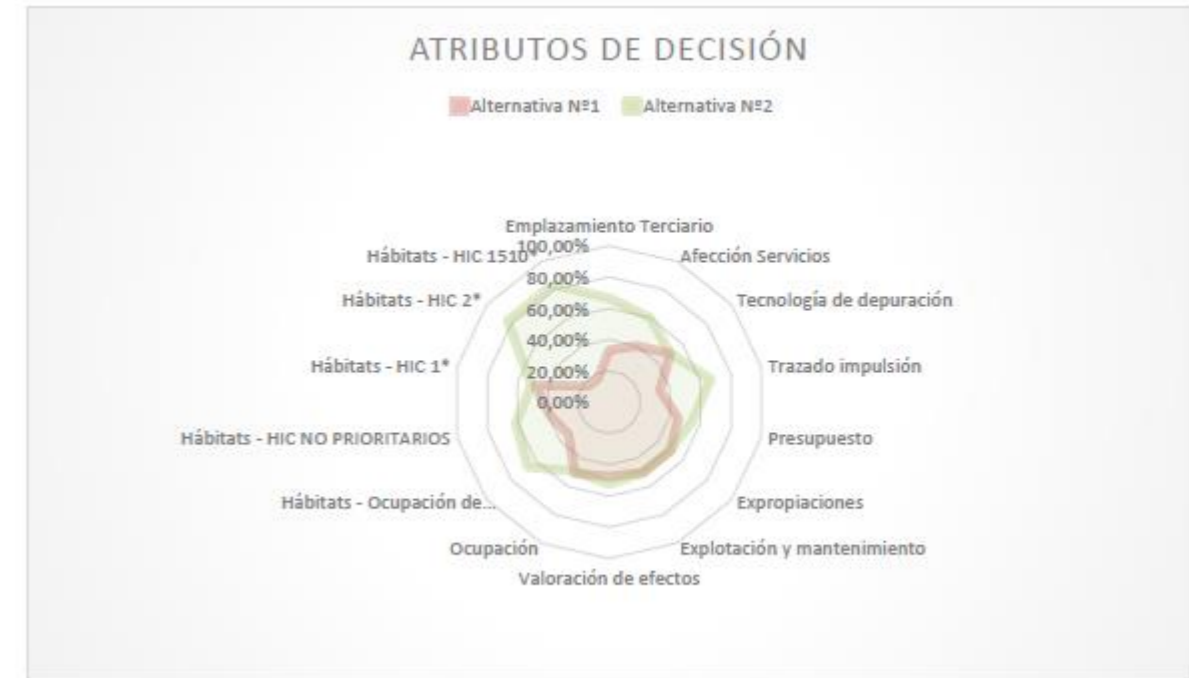 ATRIBUTOS DE DECISIÓN
Alternativa Nº1 Alternativa Nº2
Emplazamiento Terciario
Afección Servicios
Tecnología de depuración
Trazado impulsión
Presupuesto
Expropiaciones
Explotación y mantenimiento
Valoración de efectos
Ocupación
Hábitats - Ocupación de...
Hábitats - HIC NO PRIORITARIOS
Hábitats - HIC 1*
Hábitats - HIC 2*
Hábitats - HIC 1510*
100,00%
80,00%
60,00%
40,00%
20,00%
0,00%